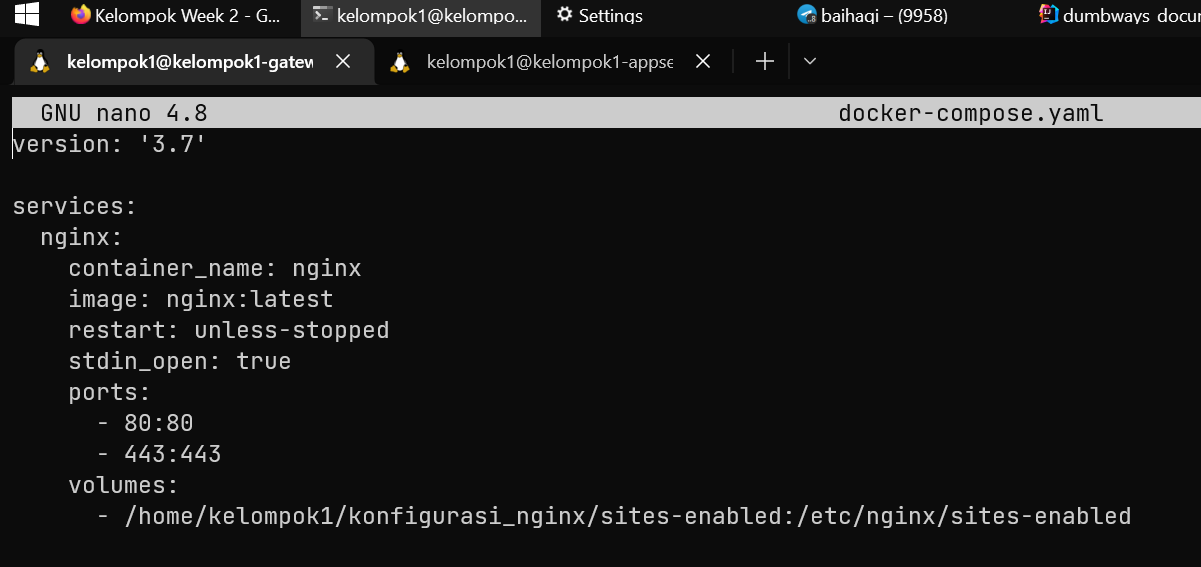 Kelompok Week 2 - G...
kelompok1@kelompo...
Settings
baihaqi – (9958)
dumbways docum
kelompok1@kelompok1-gatew
kelompok1@kelompok1-appse
GNU nano 4.8 docker-compose.yaml
version: '3.7'
services:
  nginx:
    container_name: nginx
    image: nginx:latest
    restart: unless-stopped
    stdin_open: true
    ports:
      - 80:80
      - 443:443
    volumes:
      - /home/kelompok1/konfigurasi_nginx/sites-enabled:/etc/nginx/sites-enabled